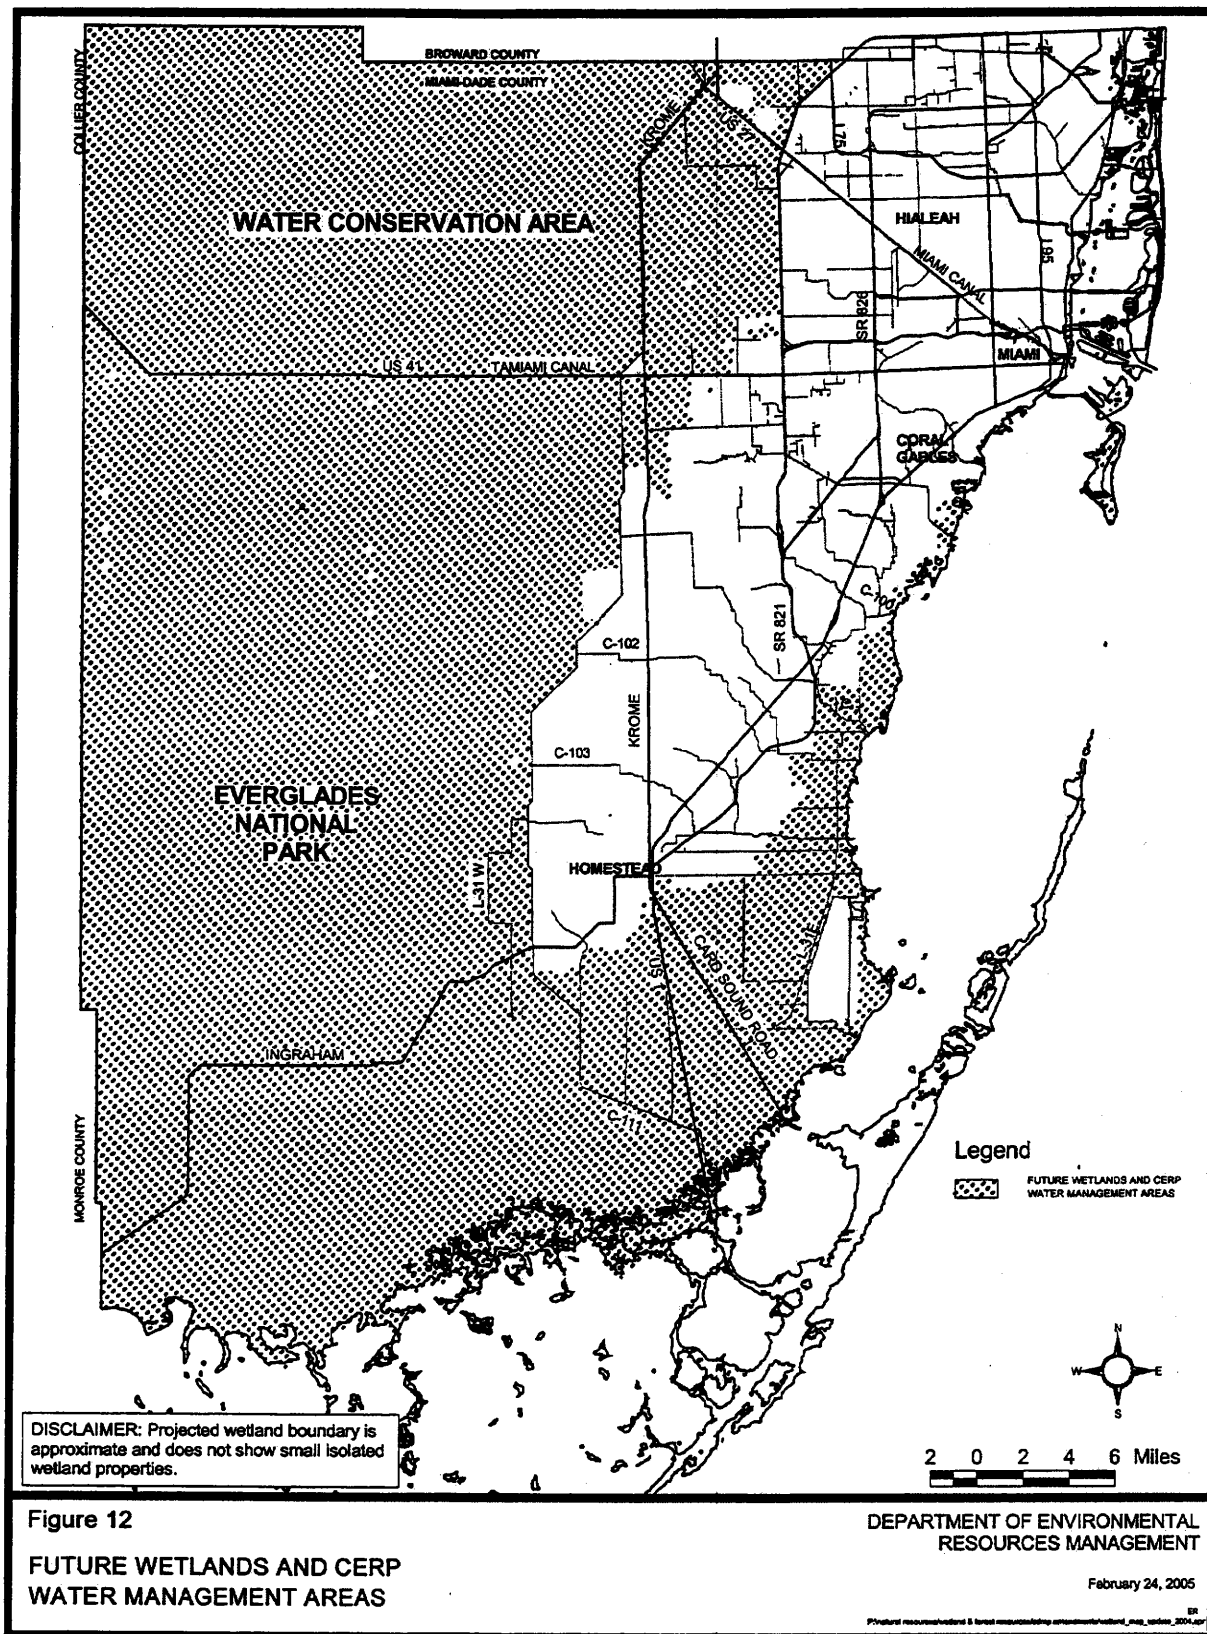 BROWARD COUNTY
MIAMI-DADE COUNTY
COLLIER COUNTY
KROME
US 27
I 75
WATER CONSERVATION AREA
HIALEAH
I 95
MIAMI CANAL
SR 826
MIAMI
US 41
TAMIAMI CANAL
CORAL
GABLES
C-100
SR 821
C-102
KROME
C-103
EVERGLADES
NATIONAL
PARK
HOMESTEAD
L-31 W
US 1
CARD SOUND ROAD
INGRAHAM
C-111
MONROE COUNTY
Legend
FUTURE WETLANDS AND CERP
WATER MANAGEMENT AREAS
N
W
E
S
DISCLAIMER: Projected wetland boundary is
approximate and does not show small isolated
wetland properties.
2 0 2 4 6 Miles
Figure 12
FUTURE WETLANDS AND CERP
WATER MANAGEMENT AREAS
DEPARTMENT OF ENVIRONMENTAL
RESOURCES MANAGEMENT
February 24, 2005
ER